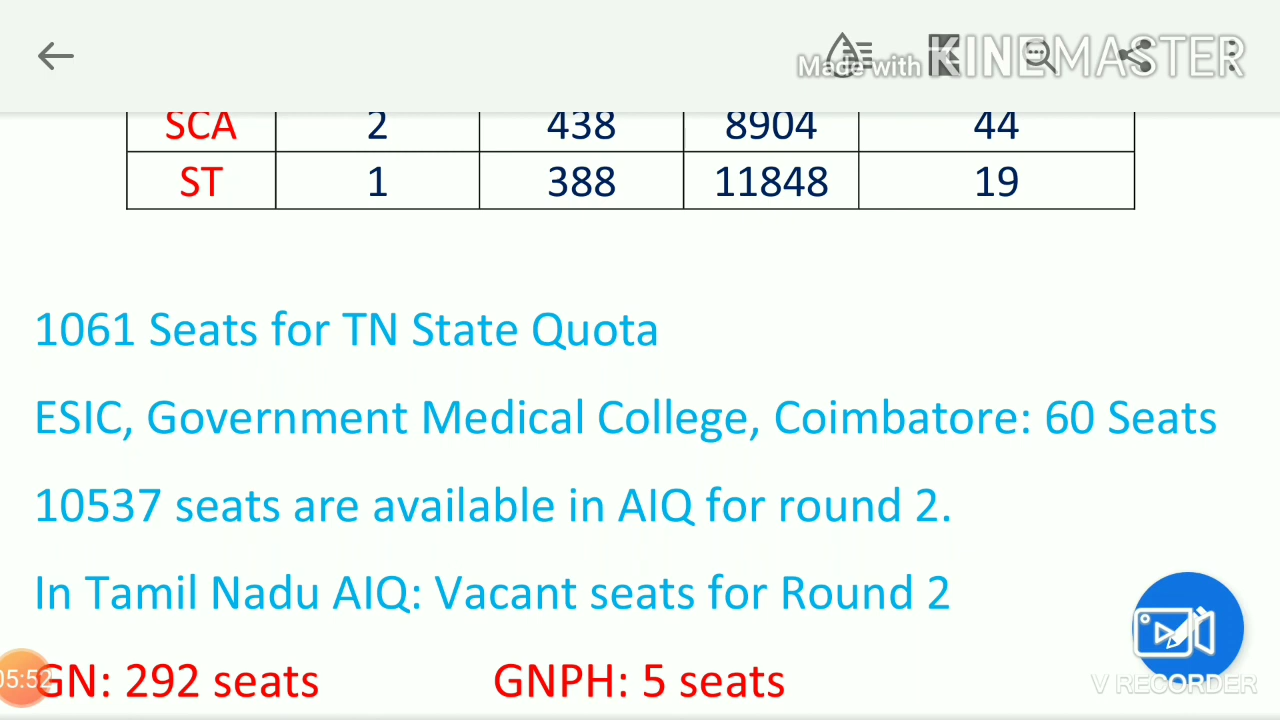 Made with KINEMASTER
SCA 2 438 8904 44
ST 1 388 11848 19
1061 Seats for TN State Quota
ESIC, Government Medical College, Coimbatore: 60 Seats
10537 seats are available in AIQ for round 2.
In Tamil Nadu AIQ: Vacant seats for Round 2
05:52
GN: 292 seats GNPH: 5 seats
V RECORDER